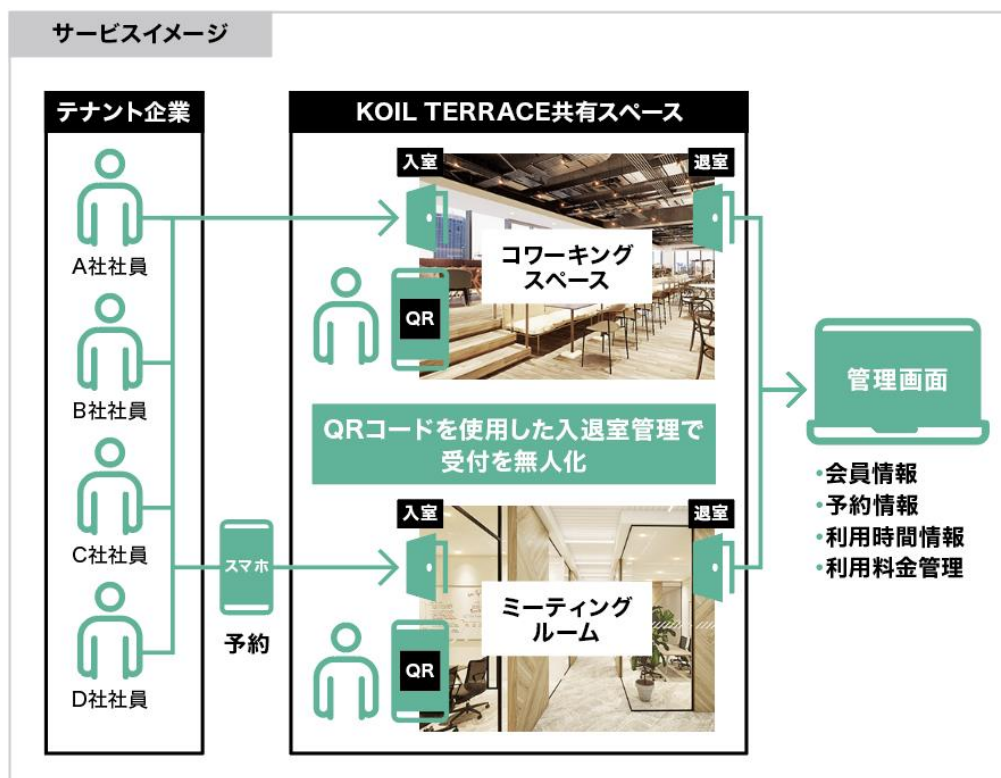 サービスイメージ
テナント企業
A社社員
B社社員
C社社員
D社社員
スマホ
予約
KOIL TERRACE共有スペース
入室
退室
コワーキング
スペース
QR
QRコードを使用した入退室管理で
受付を無人化
入室
退室
ミーティング
ルーム
QR
管理画面
・会員情報
・予約情報
・利用時間情報
・利用料金管理